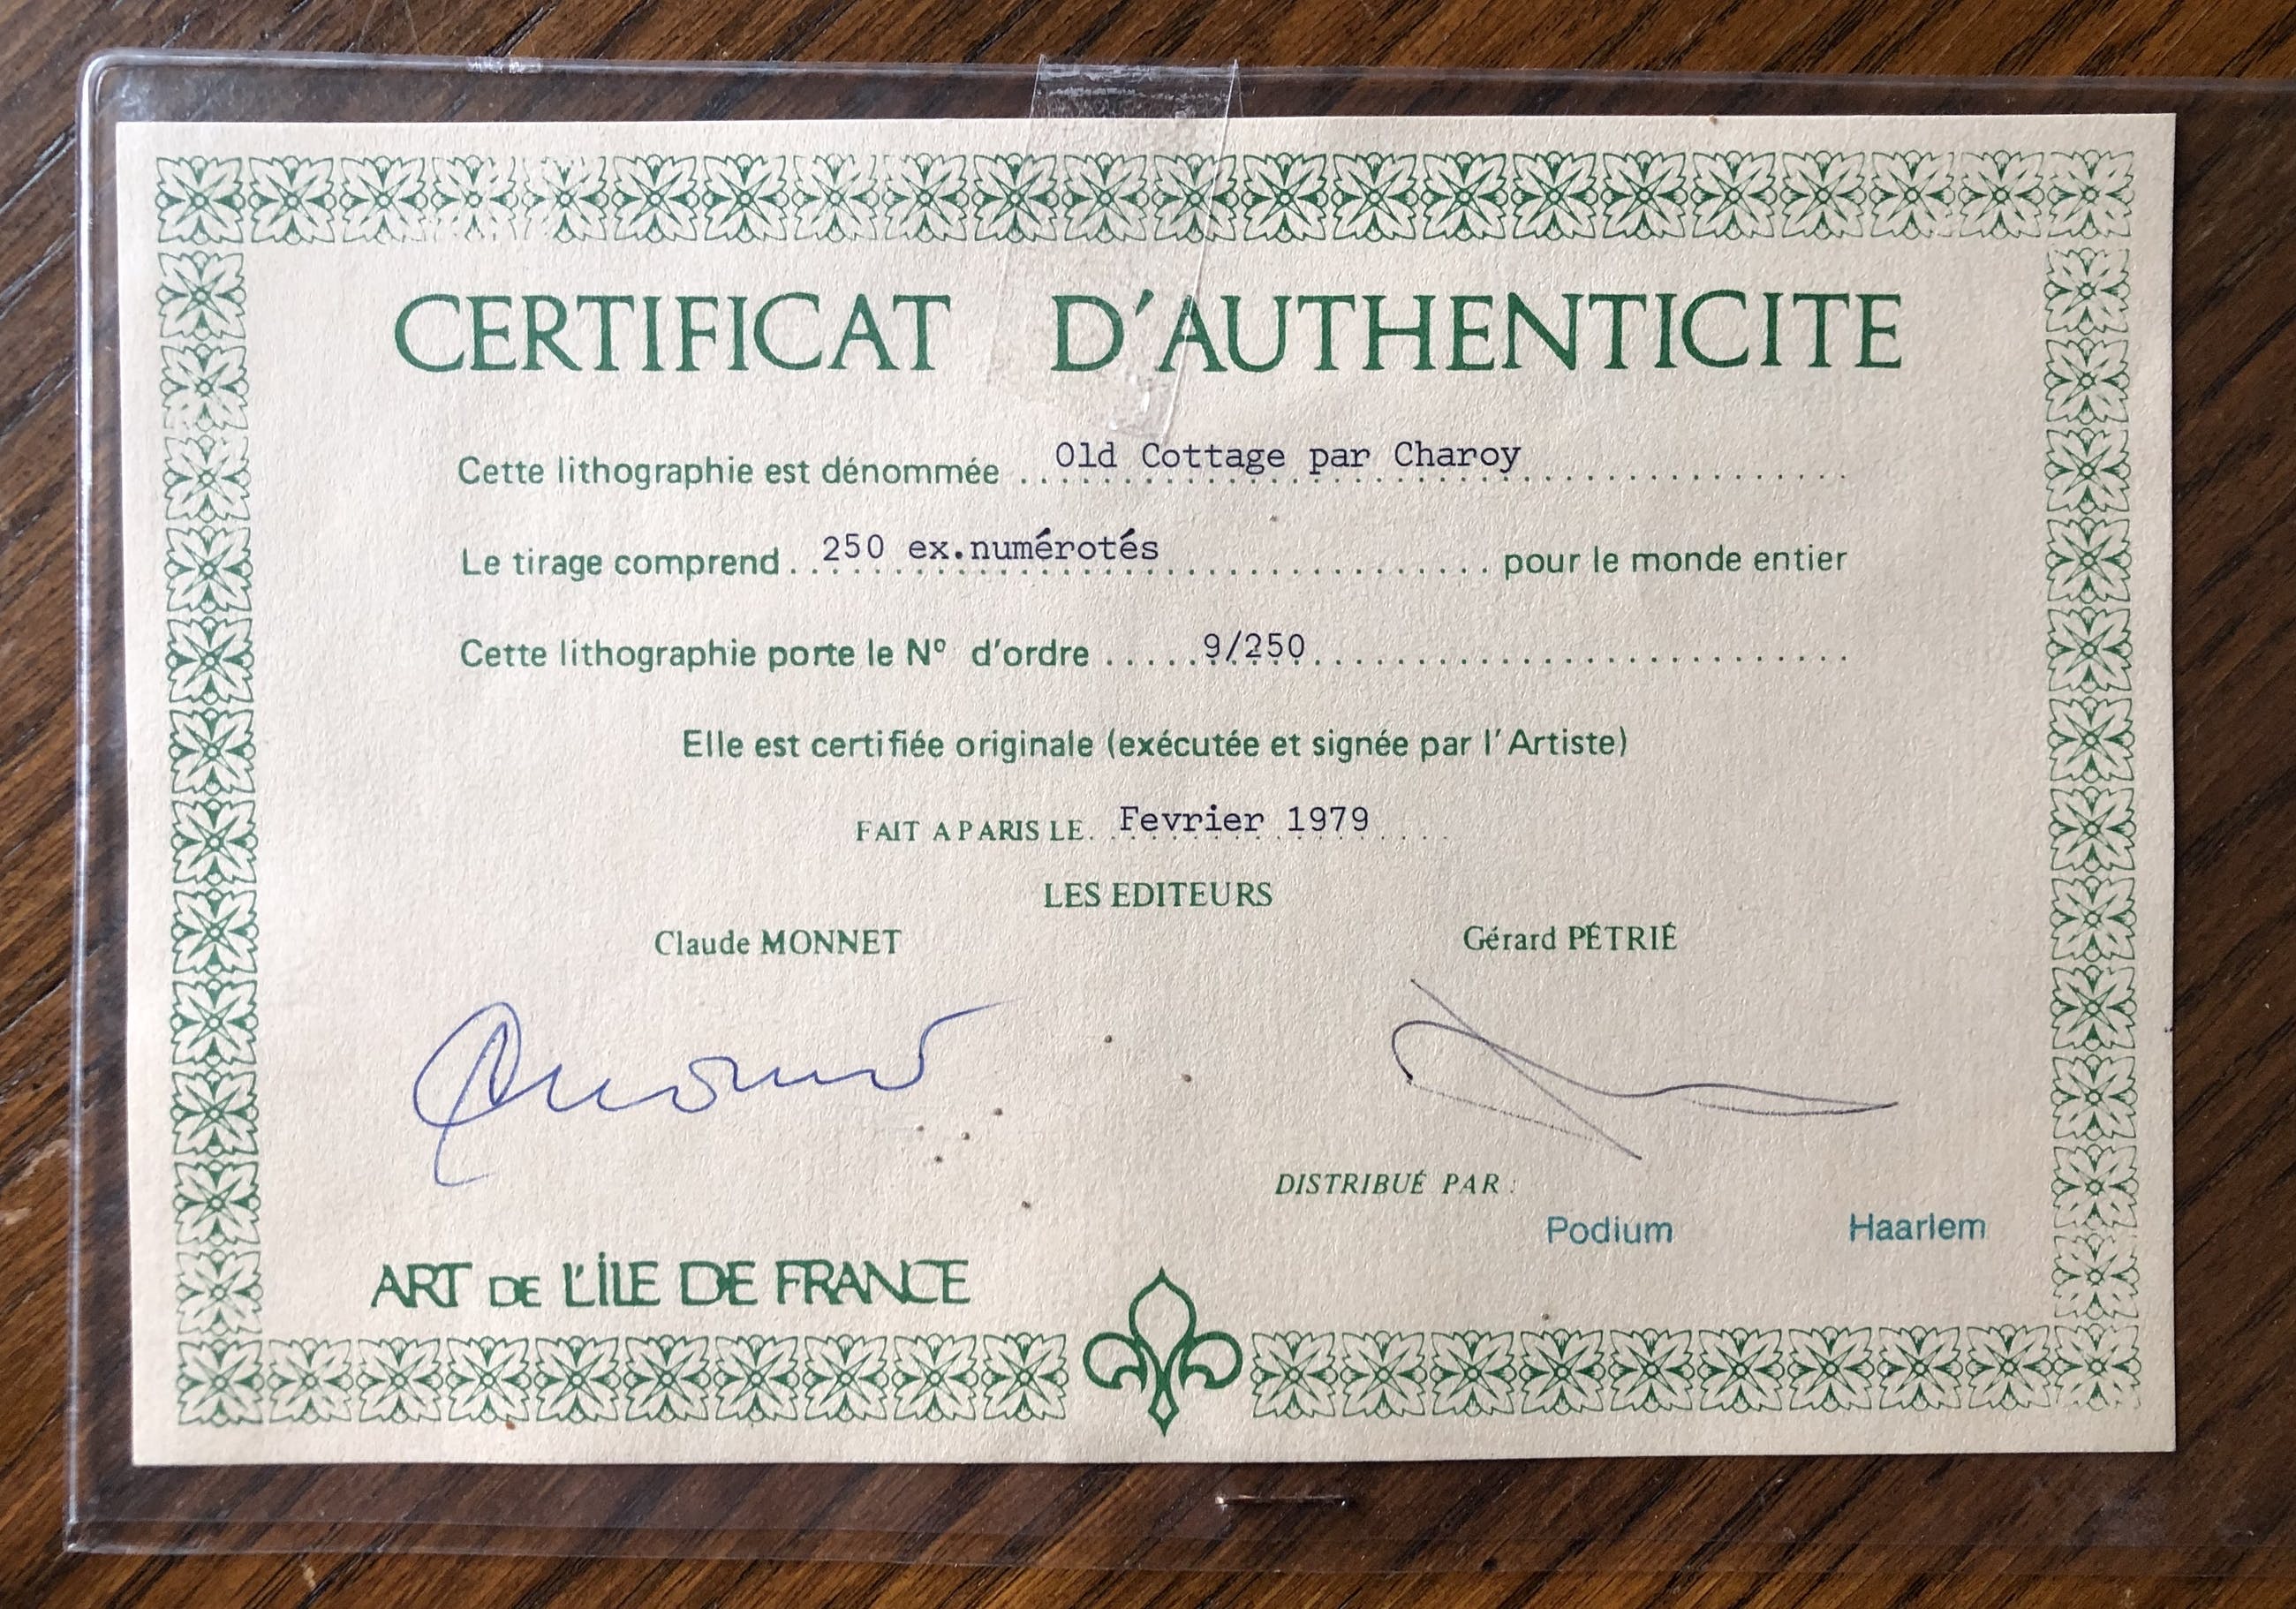 CERTIFICAT D'AUTHENTICITE
Cette lithographie est dénommée .. Old Cottage par Charoy
Le tirage comprend .. 250 ex.numérotés pour le monde entier
Cette lithographie porte le Nº d'ordre ..... 9/250
Elle est certifiée originale (exécutée et signée par l'Artiste)
FAIT A PARIS LE. Fevrier 1979
LES EDITEURS
Claude MONNET Gérard PÉTRIÉ
DISTRIBUÉ PAR :
Podium Haarlem
ART DE L'ÎLE DE FRANCE